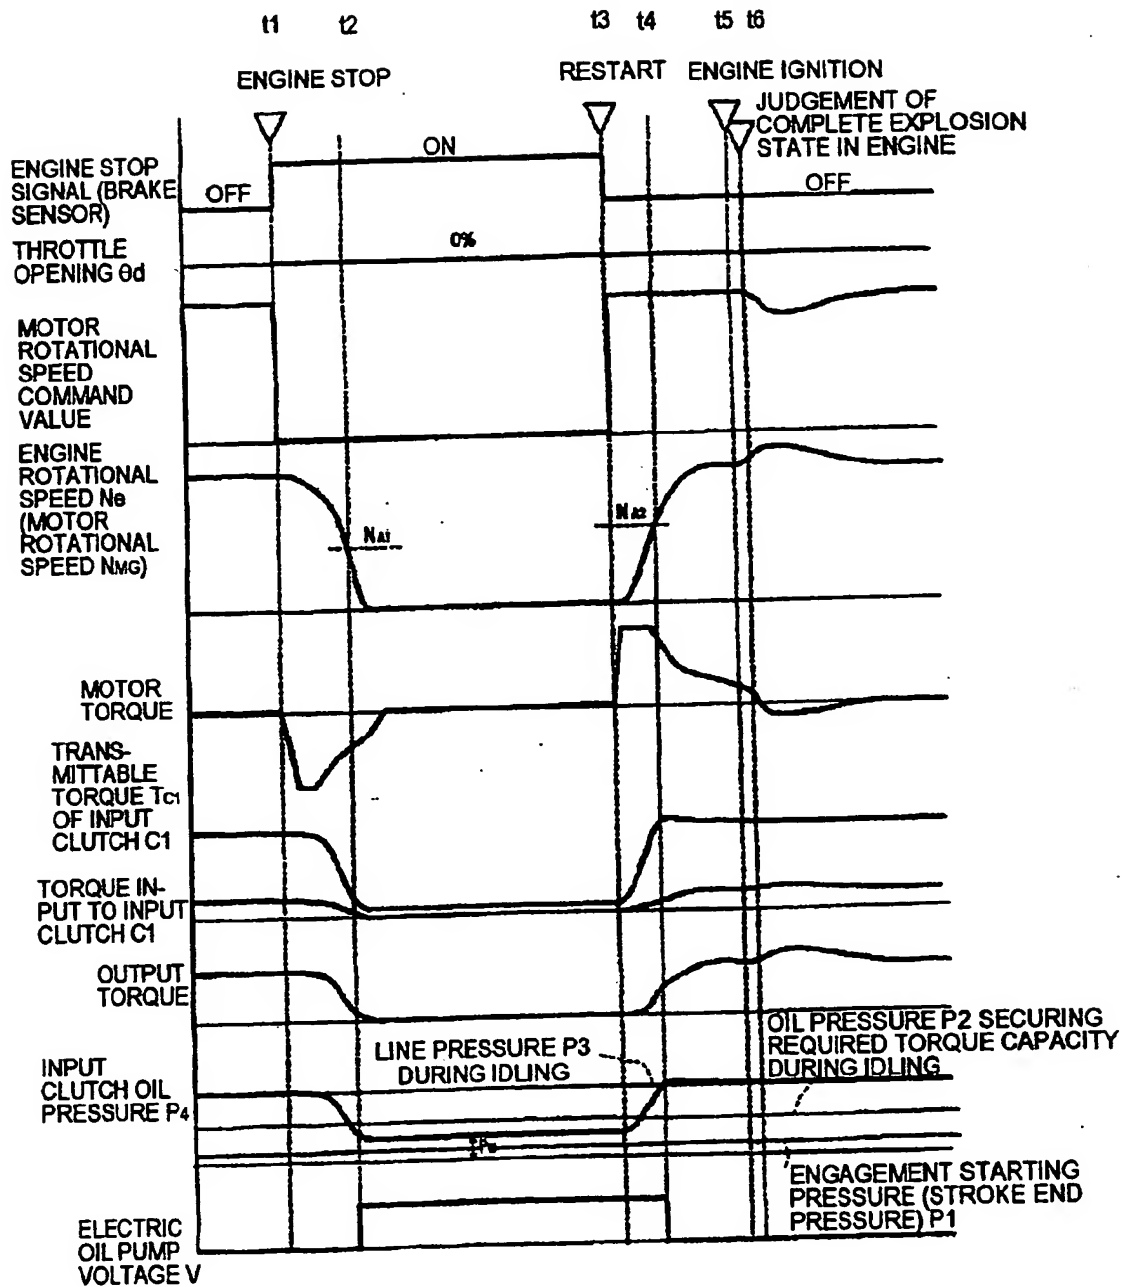 t1 t2 t3 t4 t5 t6
ENGINE STOP
RESTART
ENGINE IGNITION
JUDGEMENT OF
COMPLETE EXPLOSION
STATE IN ENGINE
ENGINE STOP
SIGNAL (BRAKE
SENSOR)
OFF
ON
OFF
THROTTLE
OPENING θd
0%
MOTOR
ROTATIONAL
SPEED
COMMAND
VALUE
ENGINE
ROTATIONAL
SPEED Ne
(MOTOR
ROTATIONAL
SPEED NMG)
NA1
NA2
MOTOR
TORQUE
TRANS-
MITTABLE
TORQUE TC1
OF INPUT
CLUTCH C1
TORQUE IN-
PUT TO INPUT
CLUTCH C1
OUTPUT
TORQUE
INPUT
CLUTCH OIL
PRESSURE P4
LINE PRESSURE P3
DURING IDLING
OIL PRESSURE P2 SECURING
REQUIRED TORQUE CAPACITY
DURING IDLING
ENGAGEMENT STARTING
PRESSURE (STROKE END
PRESSURE) P1
ELECTRIC
OIL PUMP
VOLTAGE V